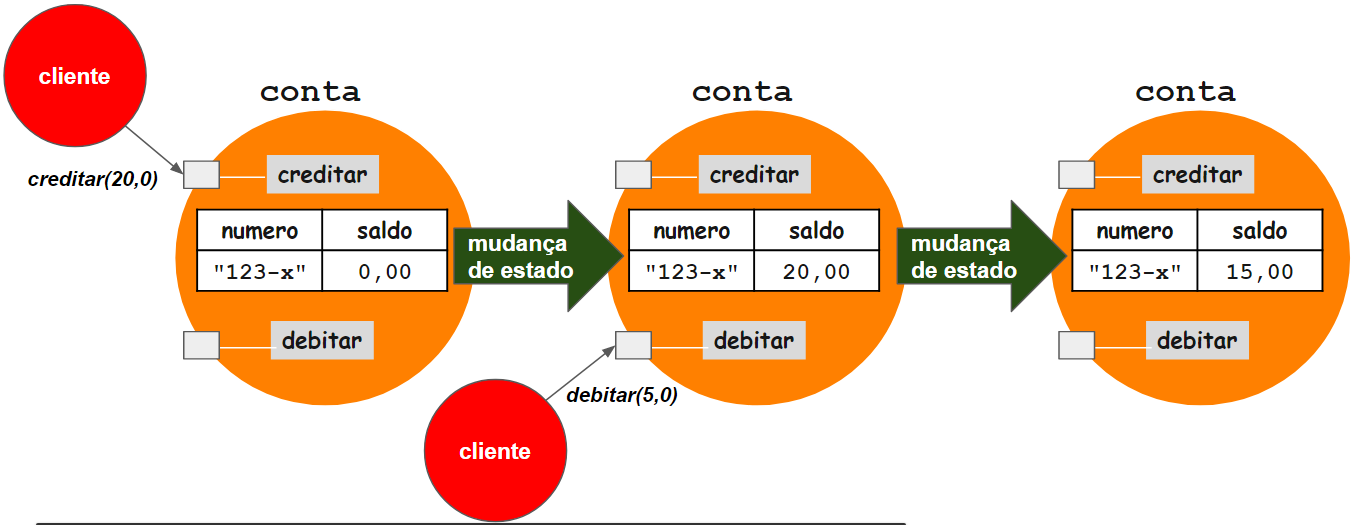 cliente
creditar(20,0)
conta
creditar
numero saldo
"123-x" 0,00
debitar
mudança
de estado
cliente
debitar(5,0)
conta
creditar
numero saldo
"123-x" 20,00
debitar
mudança
de estado
conta
creditar
numero saldo
"123-x" 15,00
debitar